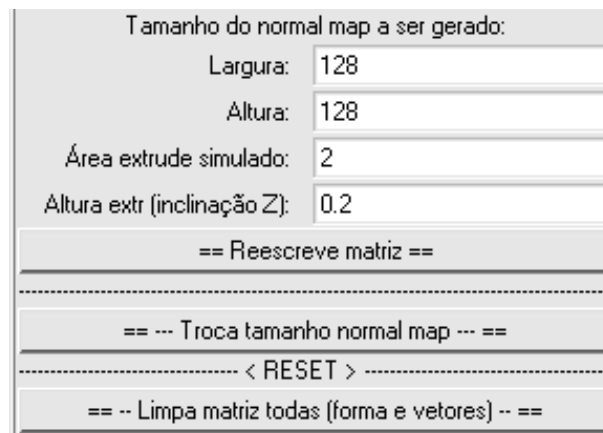 Tamanho do normal map a ser gerado:
Largura: 128
Altura: 128
Área extrude simulado: 2
Altura extr (inclinação Z): 0.2
== Reescreve matriz ==
== --- Troca tamanho normal map --- ==
< RESET >
== -- Limpa matriz todas (forma e vetores) -- ==